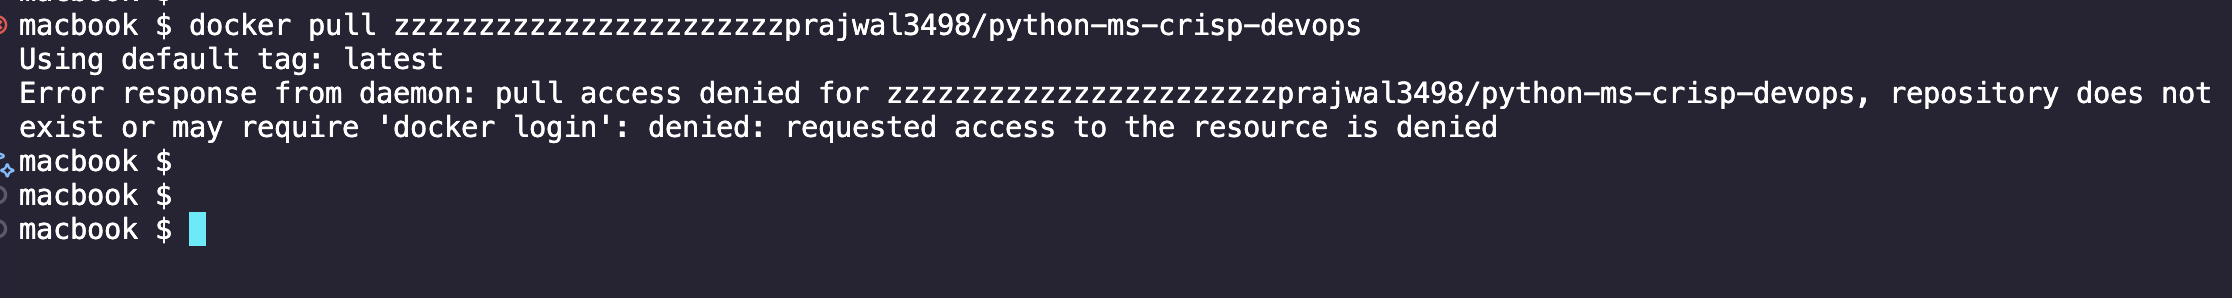 macbook $ docker pull zzzzzzzzzzzzzzzzzzzzzzzprajwal3498/python-ms-crisp-devops
Using default tag: latest
Error response from daemon: pull access denied for zzzzzzzzzzzzzzzzzzzzzzzprajwal3498/python-ms-crisp-devops, repository does not
exist or may require 'docker login': denied: requested access to the resource is denied
macbook $
macbook $
macbook $